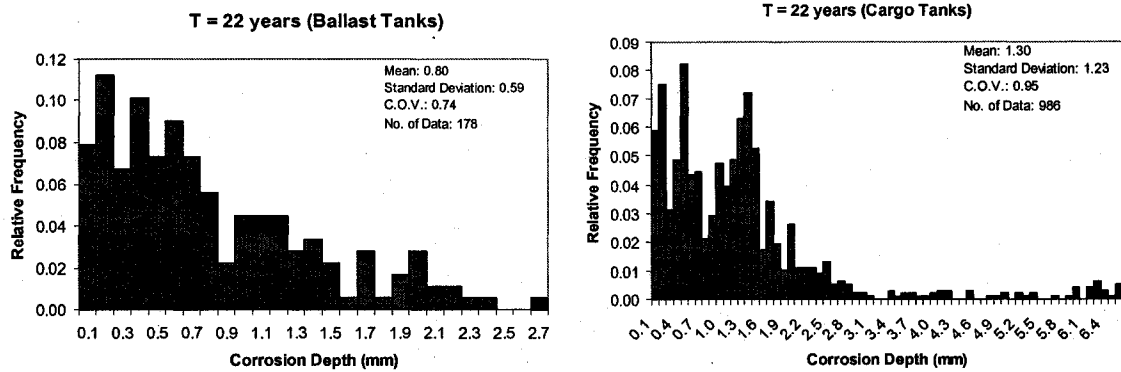 T = 22 years (Ballast Tanks)
Relative Frequency
0.12
0.10
0.08
0.06
0.04
0.02
0.00
Mean: 0.80
Standard Deviation: 0.59
C.O.V.: 0.74
No. of Data: 178
0.1 0.3 0.5 0.7 0.9 1.1 1.3 1.5 1.7 1.9 2.1 2.3 2.5 2.7
Corrosion Depth (mm)
T = 22 years (Cargo Tanks)
Relative Frequency
0.09
0.08
0.07
0.06
0.05
0.04
0.03
0.02
0.01
0.00
Mean: 1.30
Standard Deviation: 1.23
C.O.V.: 0.95
No. of Data: 986
0.1 0.4 0.7 1.0 1.3 1.6 1.9 2.2 2.5 2.8 3.1 3.4 3.7 4.0 4.3 4.6 4.9 5.2 5.5 5.8 6.1 6.4
Corrosion Depth (mm)